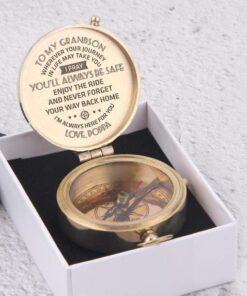 TO MY GRANDSON
WHEREVER YOUR JOURNEY
IN LIFE MAY TAKE YOU
I PRAY
YOU'LL ALWAYS BE SAFE
ENJOY THE RIDE
AND NEVER FORGET
YOUR WAY BACK HOME
I'M ALWAYS HERE FOR YOU
LOVE, POPPA